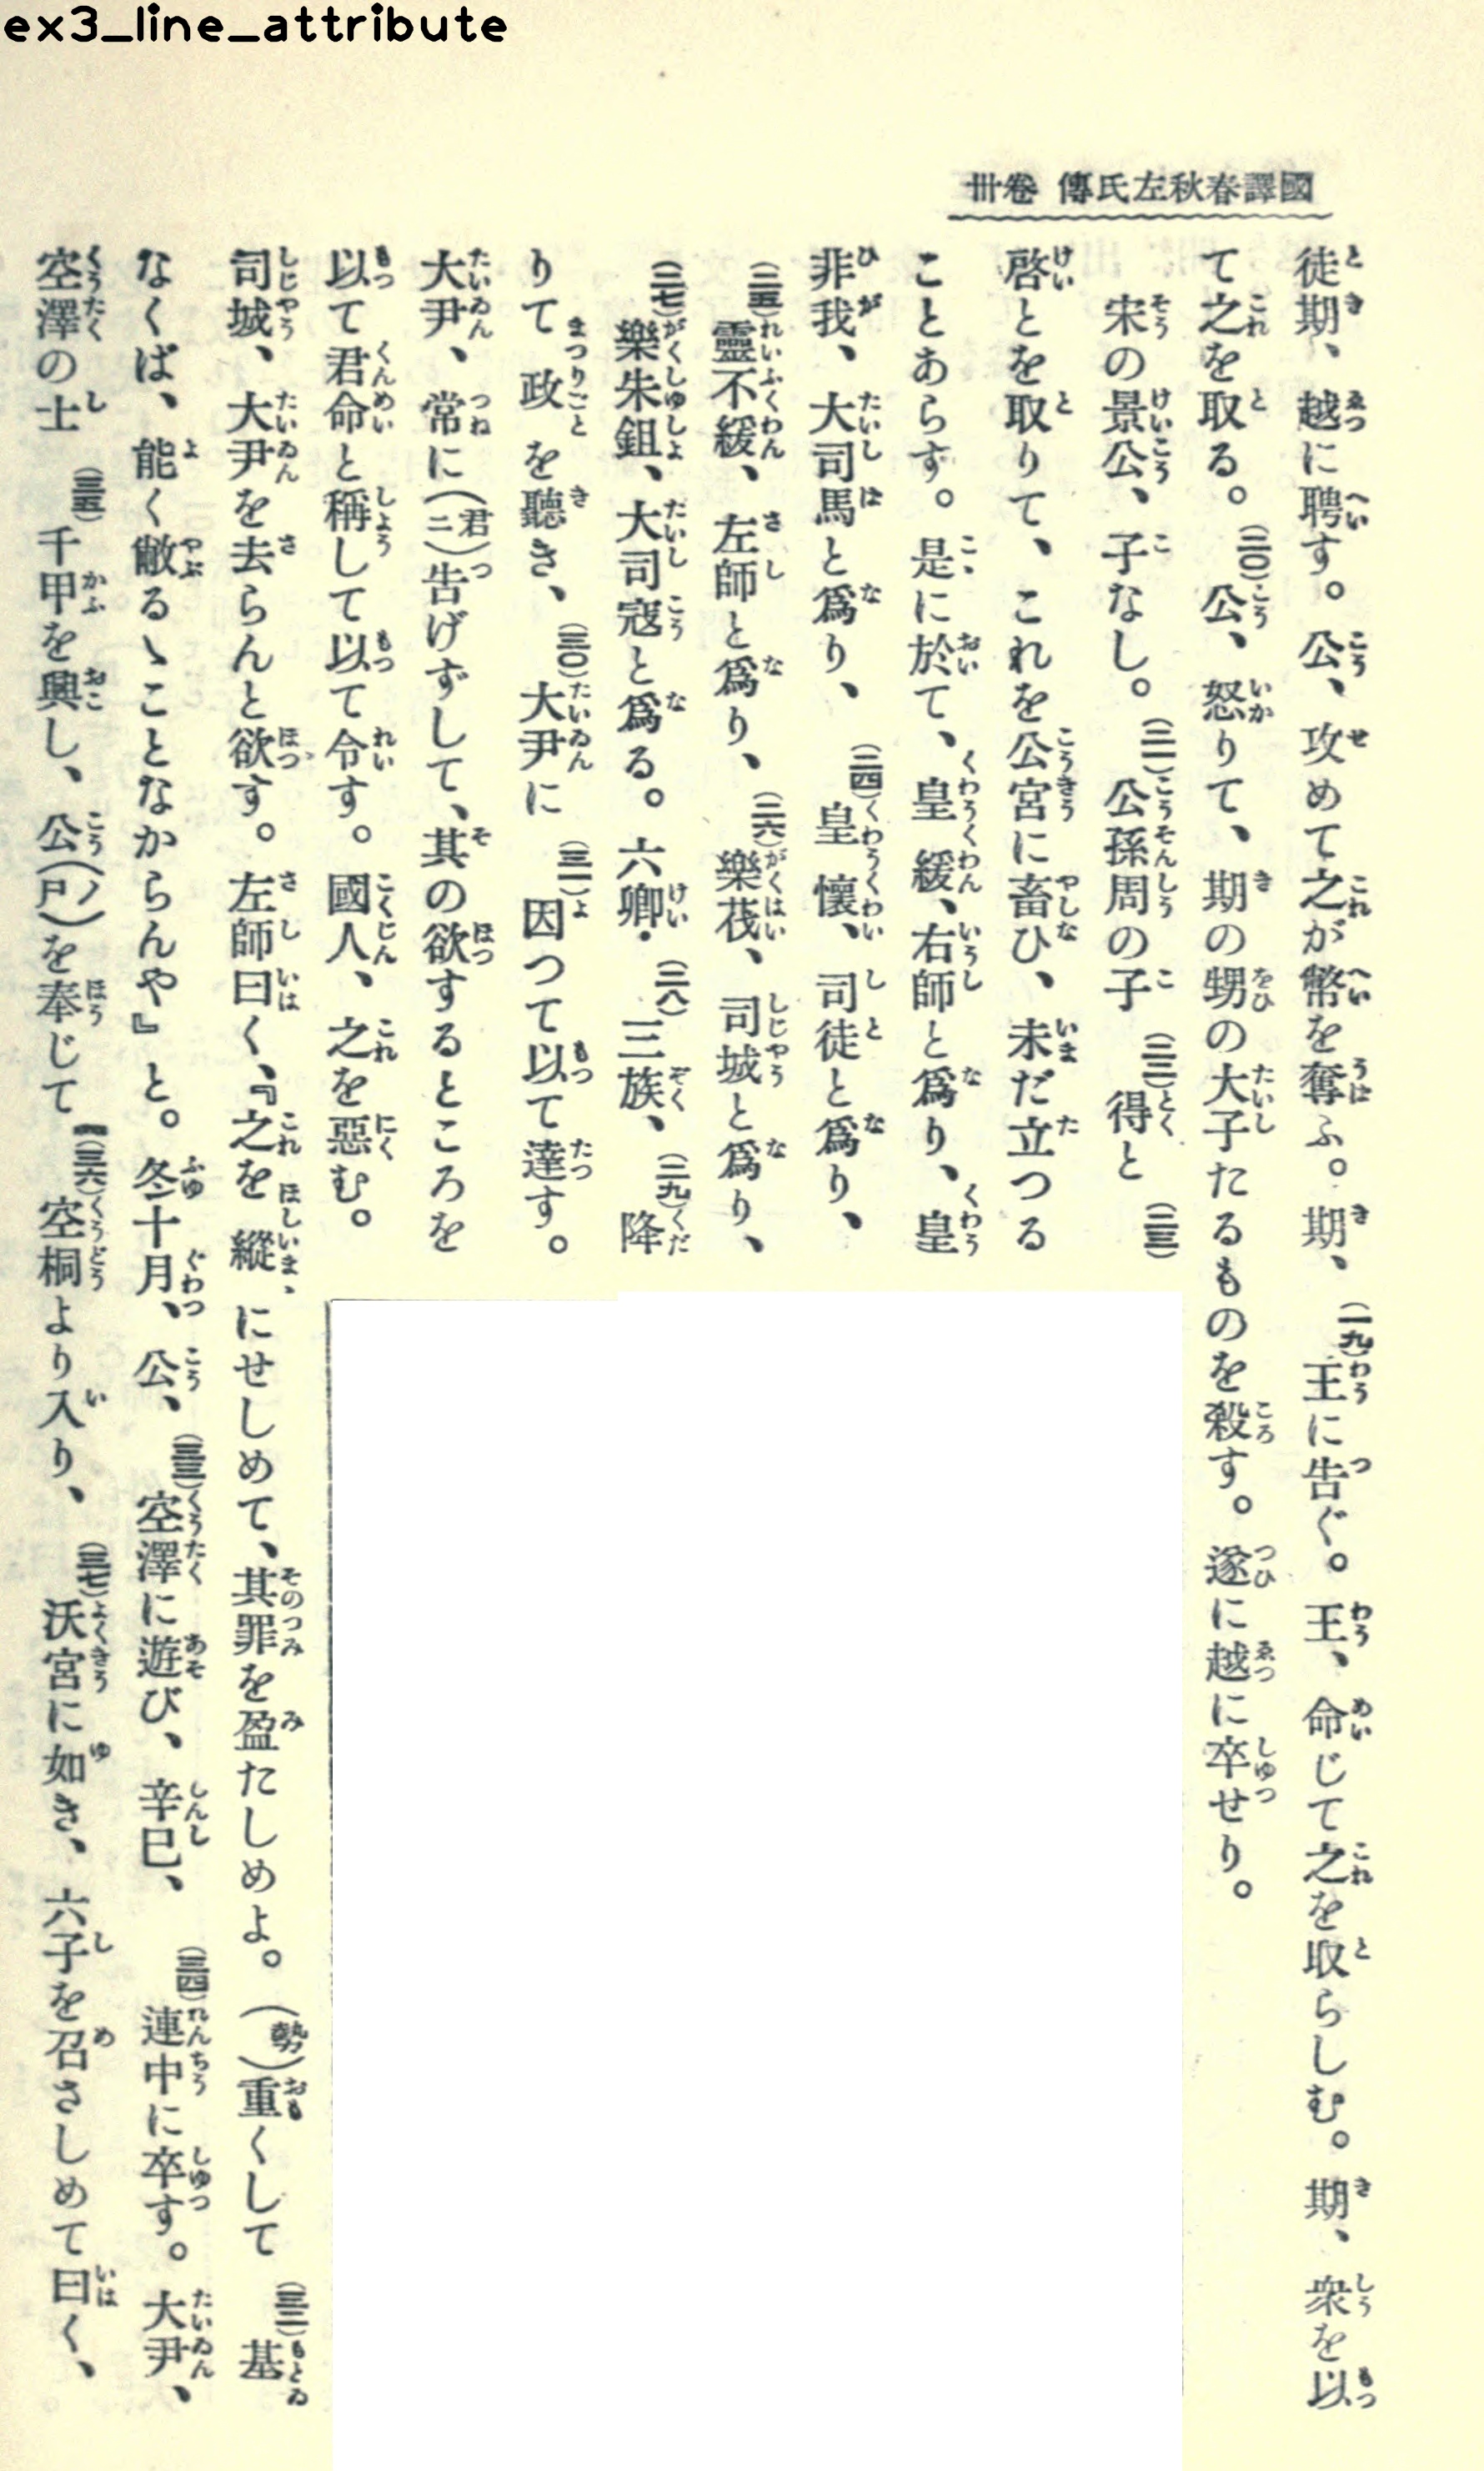 ex3_line_attribute
國譯春秋左氏傳 卷卅
徒期、越に聘す。公、攻めて之が幣を奪ふ。期、(一九)王に告ぐ。王、命じて之を取らしむ。期、衆を以
て之を取る。(二〇)公、怒りて、期の甥の大子たるものを殺す。遂に越に卒せり。
宋の景公、子なし。(二一)公孫周の子(二二)得と(二三)
啓とを取りて、これを公宮に畜ひ、未だ立つる
ことあらず。是に於て、皇緩、右師と爲り、皇
非我、大司馬と爲り、(二四)皇懷、司徒と爲り、
(二五)靈不緩、左師と爲り、(二六)樂茷、司城と爲り、
(二七)樂朱鉏、大司寇と爲る。六卿・(二八)三族、(二九)降
りて政を聽き、(三〇)大尹に(三一)因つて以て達す。
大尹、常に(君ニ)告げずして、其の欲するところを
以て君命と稱して以て令す。國人、之を惡む。
司城、大尹を去らんと欲す。左師曰く、『之を縱にせしめて、其罪を盈たしめよ。(勢)重くして(三二)基
なくば、能く敝るゝことなからんや』と。冬十月、公、(三三)空澤に遊び、辛巳、(三四)連中に卒す。大尹、
空澤の士(三五)千甲を興し、公(ノ尸)を奉じて(三六)空桐より入り、(三七)沃宮に如き、六子を召さしめて曰く、